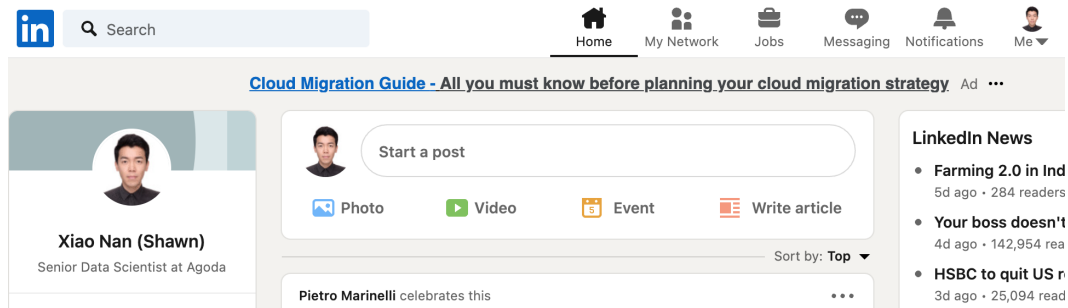 in
Search
Home
My Network
Jobs
Messaging
Notifications
Me
Cloud Migration Guide - All you must know before planning your cloud migration strategy Ad
Xiao Nan (Shawn)
Senior Data Scientist at Agoda
Start a post
Photo
Video
5
Event
Write article
Sort by: Top
Pietro Marinelli celebrates this
LinkedIn News
Farming 2.0 in Ind
5d ago • 284 readers
Your boss doesn't
4d ago • 142,954 rea
HSBC to quit US r
3d ago • 25,094 read